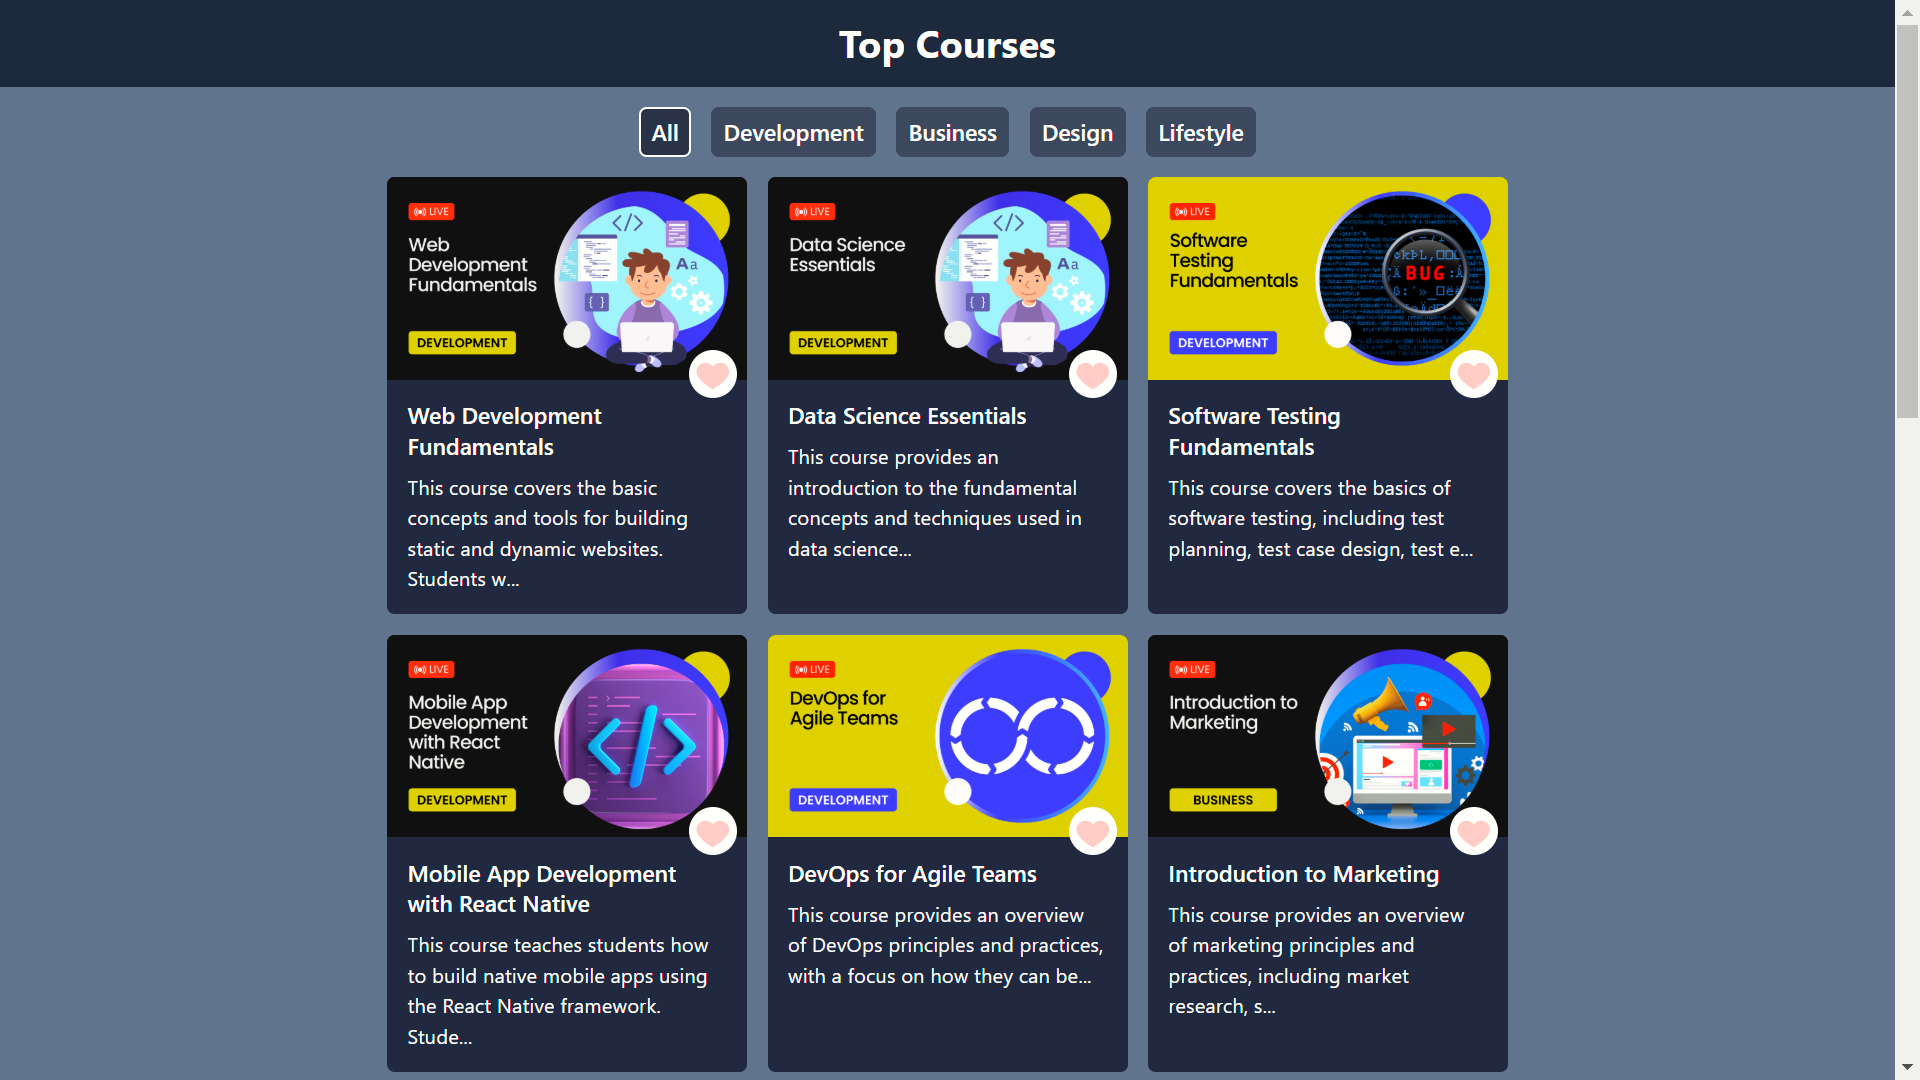 Top Courses
All
Development
Business
Design
Lifestyle
LIVE
Web
Development
Fundamentals
DEVELOPMENT
Aa
Web Development
Fundamentals
This course covers the basic
concepts and tools for building
static and dynamic websites.
Students w...
LIVE
Data Science
Essentials
DEVELOPMENT
Aa
Data Science Essentials
This course provides an
introduction to the fundamental
concepts and techniques used in
data science...
LIVE
Software
Testing
Fundamentals
DEVELOPMENT
BUG
Software Testing
Fundamentals
This course covers the basics of
software testing, including test
planning, test case design, test e...
LIVE
Mobile App
Development
with React
Native
DEVELOPMENT
Mobile App Development
with React Native
This course teaches students how
to build native mobile apps using
the React Native framework.
Stude...
LIVE
DevOps for
Agile Teams
DEVELOPMENT
DevOps for Agile Teams
This course provides an overview
of DevOps principles and practices,
with a focus on how they can be...
LIVE
Introduction to
Marketing
BUSINESS
Introduction to Marketing
This course provides an overview
of marketing principles and
practices, including market
research, s...